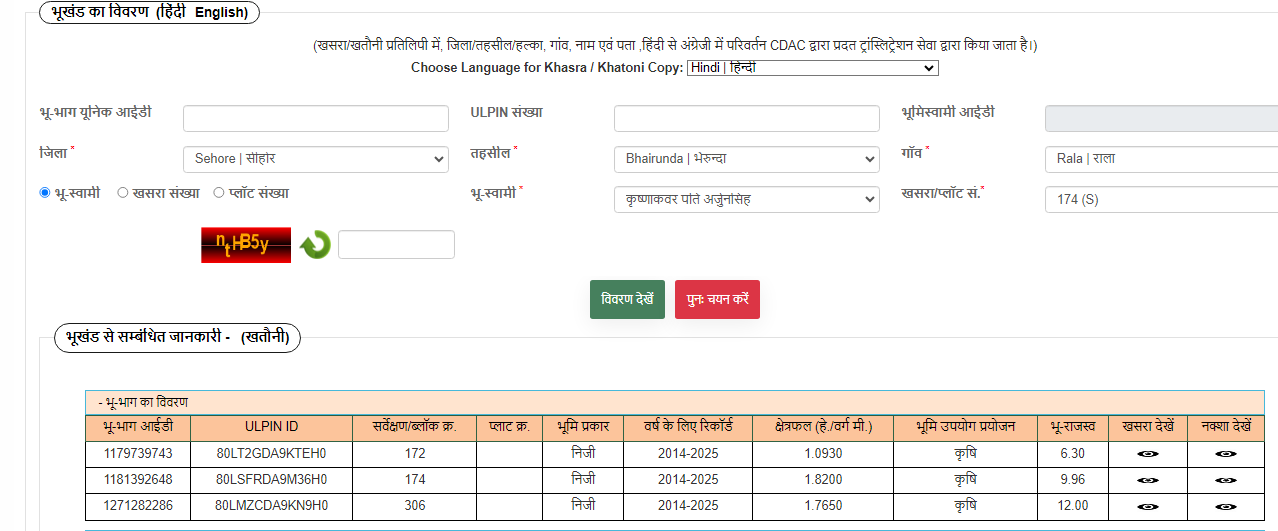 भूखंड का विवरण (हिंदी English)
(खसरा/खतौनी प्रतिलिपी में, जिला/तहसील/हल्का, गांव, नाम एवं पता ,हिंदी से अंग्रेजी में परिवर्तन CDAC द्वारा प्रदत ट्रांस्लिट्रेशन सेवा द्वारा किया जाता है।)
Choose Language for Khasra / Khatoni Copy: Hindi | हिन्दी
भू-भाग यूनिक आईडी ULPIN संख्या भूमिस्वामी आईडी
जिला * Sehore | सीहोर तहसील * Bhairunda | भेरुन्दा गाँव * Rala | राला
भू-स्वामी खसरा संख्या प्लॉट संख्या भू-स्वामी * कृष्णाकवर पति अर्जुनसिंह खसरा/प्लॉट सं.* 174 (S)
ntHB5y
विवरण देखें पुनः चयन करें
भूखंड से सम्बंधित जानकारी - (खतौनी)
- भू-भाग का विवरण
भू-भाग आईडी ULPIN ID सर्वेक्षण/ब्लॉक क्र. प्लाट क्र. भूमि प्रकार वर्ष के लिए रिकॉर्ड क्षेत्रफल (हे./वर्ग मी.) भूमि उपयोग प्रयोजन भू-राजस्व खसरा देखें नक्शा देखें
1179739743 80LT2GDA9KTEH0 172 निजी 2014-2025 1.0930 कृषि 6.30
1181392648 80LSFRDA9M36H0 174 निजी 2014-2025 1.8200 कृषि 9.96
1271282286 80LMZCDA9KN9H0 306 निजी 2014-2025 1.7650 कृषि 12.00